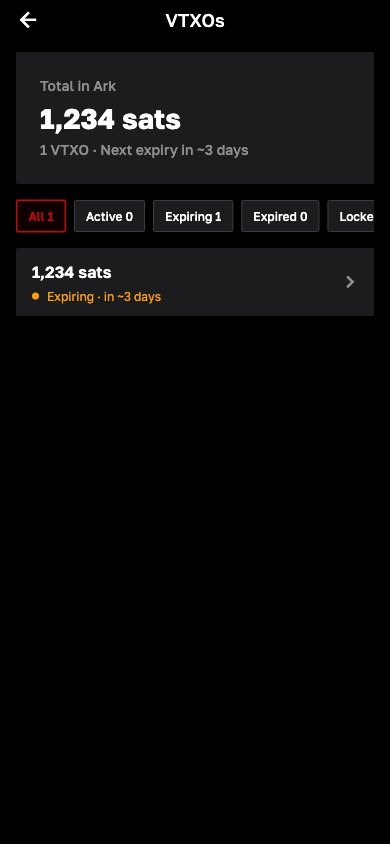 VTXOs
Total in Ark
1,234 sats
1 VTXO · Next expiry in ~3 days
All 1
Active 0
Expiring 1
Expired 0
Locke
1,234 sats
Expiring · in ~3 days